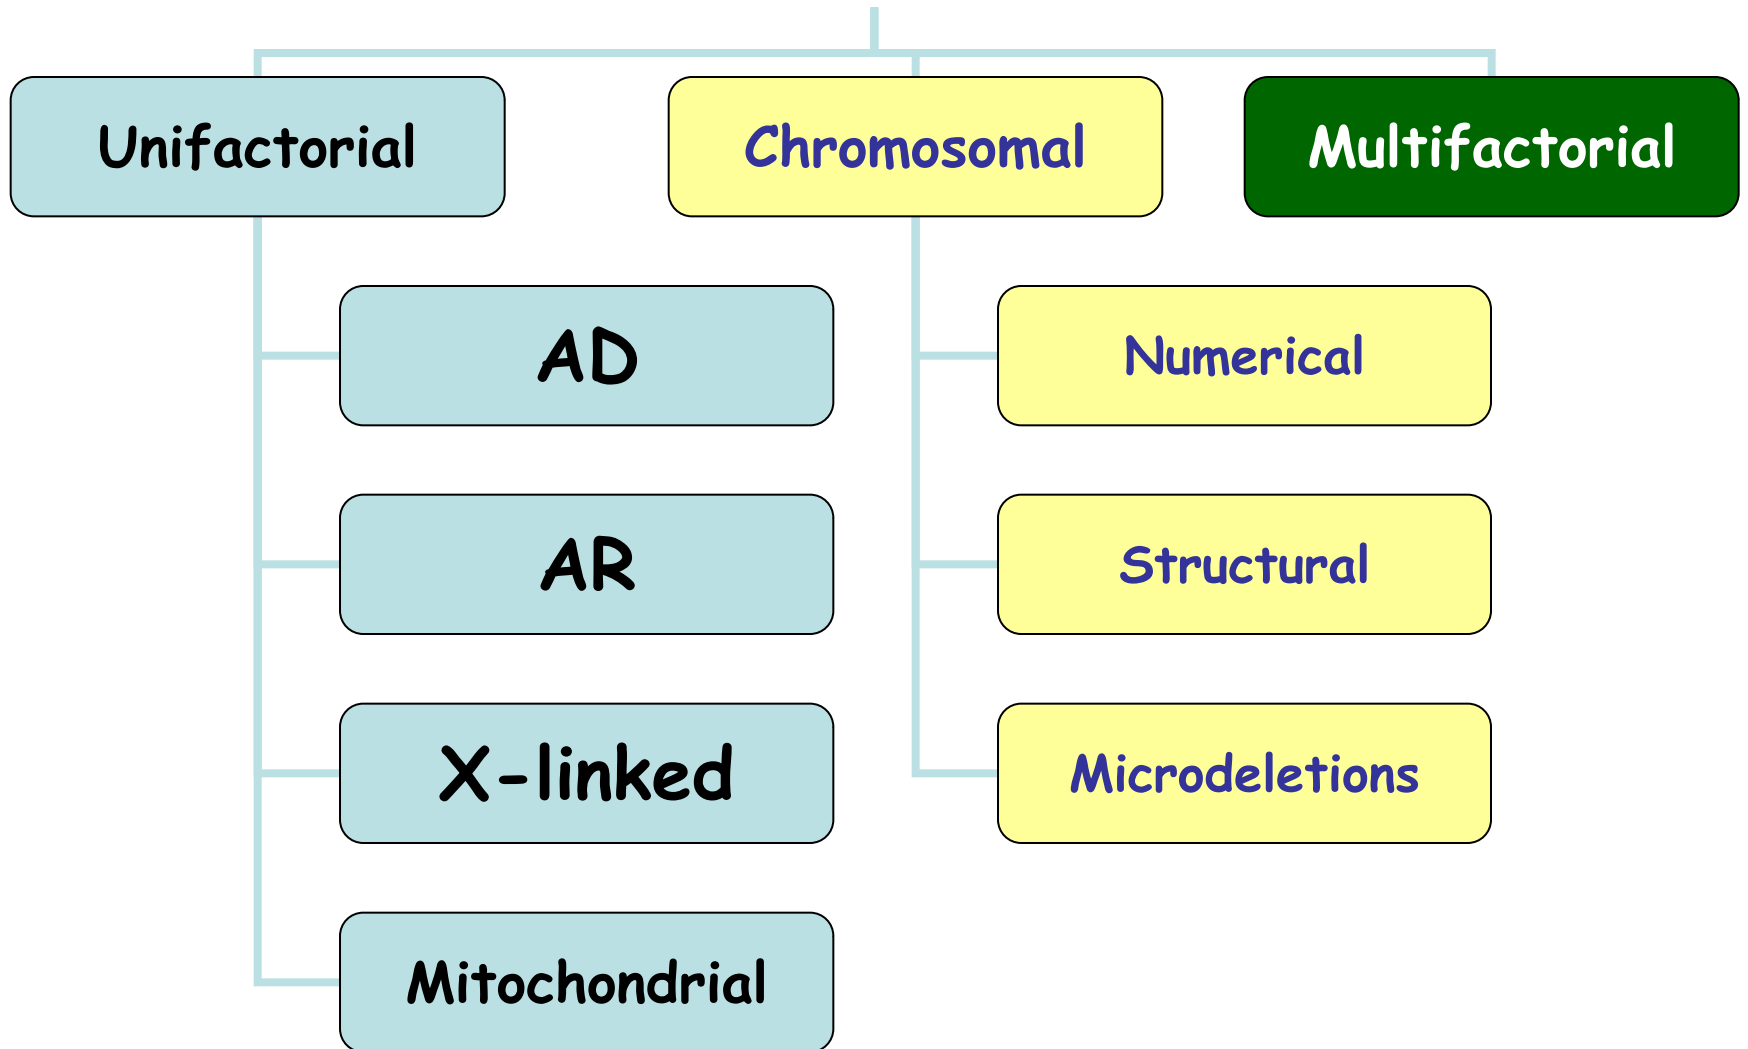 Unifactorial
Chromosomal
Multifactorial
AD
Numerical
AR
Structural
X-linked
Microdeletions
Mitochondrial